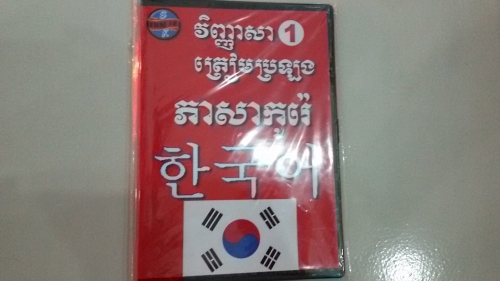 វិញ្ញាសា 1
ត្រៀមប្រឡង
ភាសាកូរ៉េ
한국어